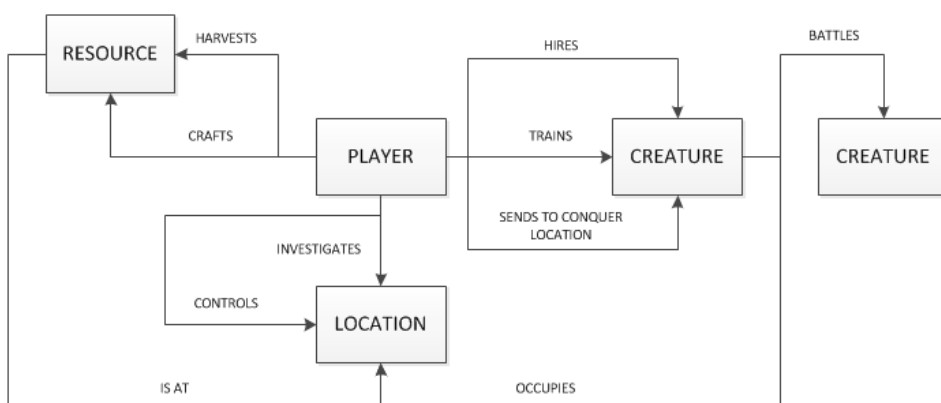 HARVESTS
HIRES
BATTLES
RESOURCE
CRAFTS
TRAINS
PLAYER
CREATURE
CREATURE
SENDS TO CONQUER
LOCATION
INVESTIGATES
CONTROLS
LOCATION
IS AT
OCCUPIES